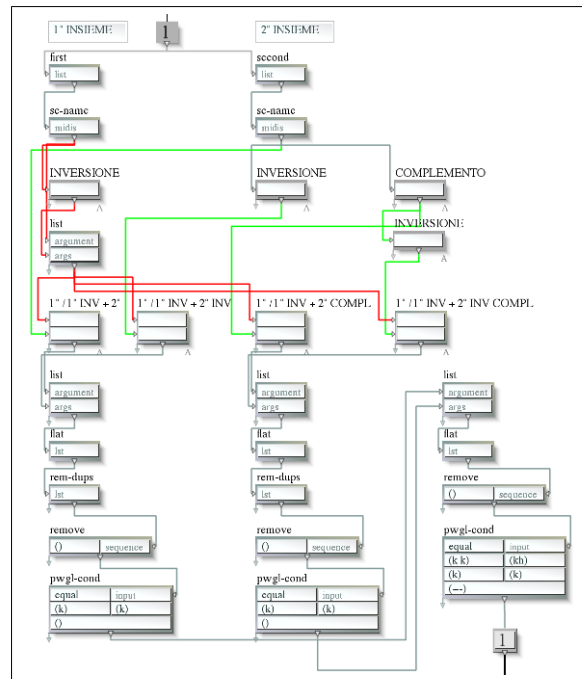 1" INSIEME
1
2" INSIEME
first
second
list
list
sc-name
sc-name
midis
midis
INVERSIONE
INVERSIONE
COMPLEMENTO
A
A
A
list
INVERSIONE
argument
args
A
1" /1" INV + 2"
1" /1" INV + 2" INV
1" /1" INV + 2" COMPL
1" /1" INV + 2" INV COMPL
A
A
A
A
list
list
list
argument
argument
argument
args
args
args
flat
flat
flat
lst
lst
lst
rem-dups
rem-dups
remove
lst
lst
() sequence
remove
remove
pwgl-cond
() sequence
() sequence
equal input
(k k) (kh)
(k) (k)
(---)
pwgl-cond
pwgl-cond
equal input
equal input
(k) (k)
(k) (k)
()
()
1